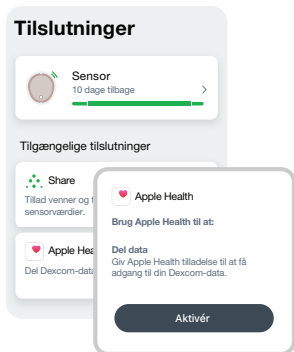 Tilslutninger
Sensor
10 dage tilbage
Tilgængelige tilslutninger
Share
Tillad venner og f
sensorværdier.
Apple Hea
Del Dexcom-data
Apple Health
Brug Apple Health til at:
Del data
Giv Apple Health tilladelse til at få
adgang til din Dexcom-data.
Aktivér